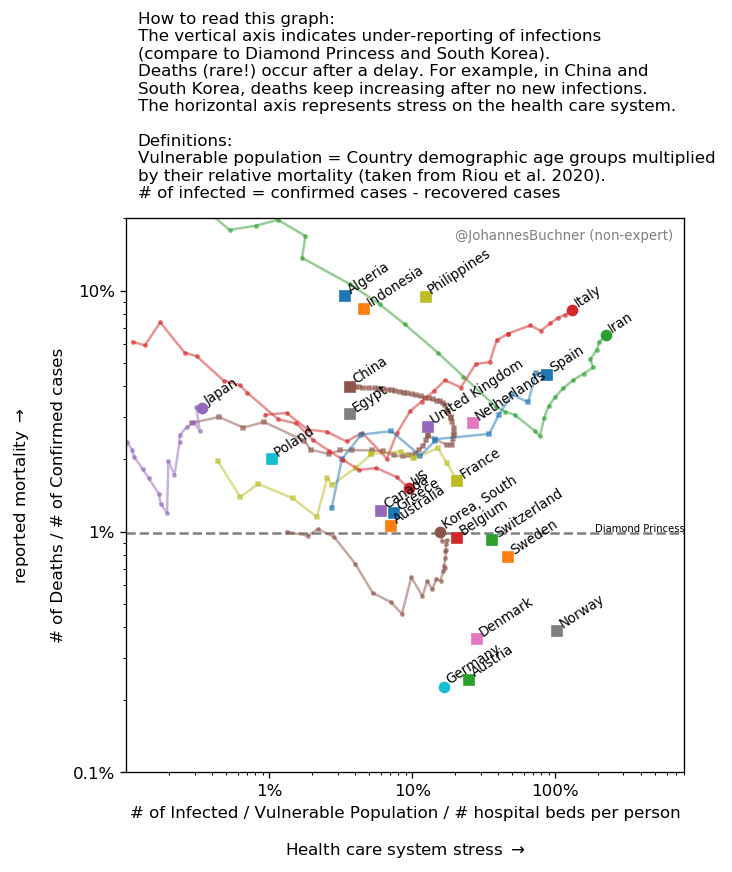 How to read this graph:
The vertical axis indicates under-reporting of infections
(compare to Diamond Princess and South Korea).
Deaths (rare!) occur after a delay. For example, in China and
South Korea, deaths keep increasing after no new infections.
The horizontal axis represents stress on the health care system.
Definitions:
Vulnerable population = Country demographic age groups multiplied
by their relative mortality (taken from Riou et al. 2020).
# of infected = confirmed cases - recovered cases
@JohannesBuchner (non-expert)
Algeria
Indonesia
Philippines
Italy
Iran
China
Egypt
Japan
United Kingdom
Netherlands
Spain
Poland
France
US
Canada
Greece
Australia
Korea, South
Belgium
Switzerland
Sweden
Diamond Princess
Denmark
Norway
Germany
Austria
10%
1%
0.1%
reported mortality →
# of Deaths / # of Confirmed cases
1%
10%
100%
# of Infected / Vulnerable Population / # hospital beds per person
Health care system stress →